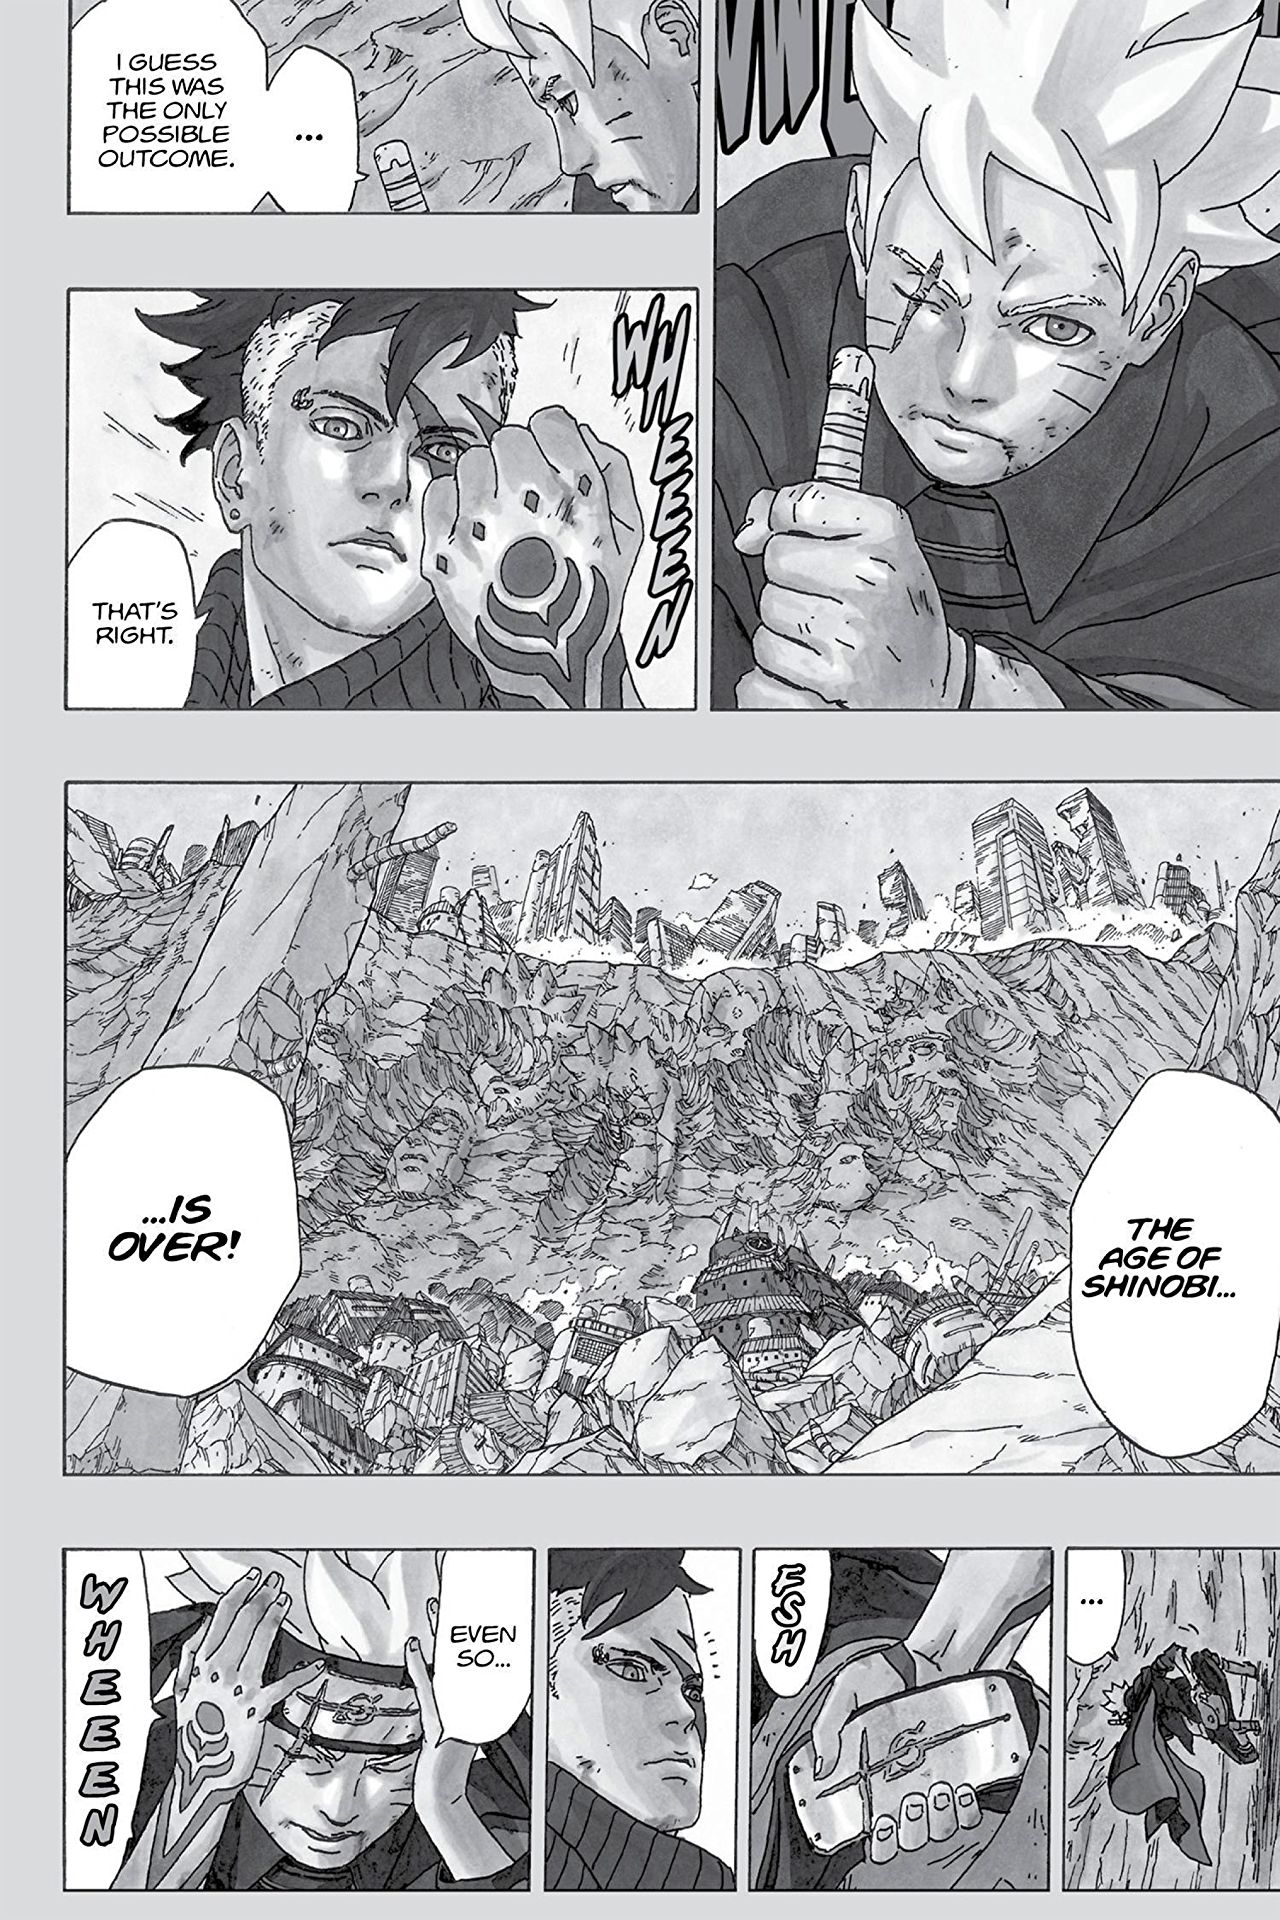 ...
I GUESS
THIS WAS
THE ONLY
POSSIBLE
OUTCOME.
WHEEEEN
THAT'S
RIGHT.
THE
AGE OF
SHINOBI...
...IS
OVER!
...
FSH
EVEN
SO...
WHEEEEN